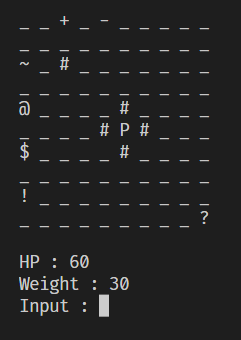 _ _ + _ - _ _ _ _ _
_ _ _ _ _ _ _ _ _ _
~ _ # _ _ _ _ _ _ _
_ _ _ _ _ _ _ _ _ _
@ _ _ _ _ # _ _ _ _
_ _ _ _ # P # _ _ _
$ _ _ _ _ # _ _ _ _
_ _ _ _ _ _ _ _ _ _
! _ _ _ _ _ _ _ _ _
_ _ _ _ _ _ _ _ _ ?
HP : 60
Weight : 30
Input :